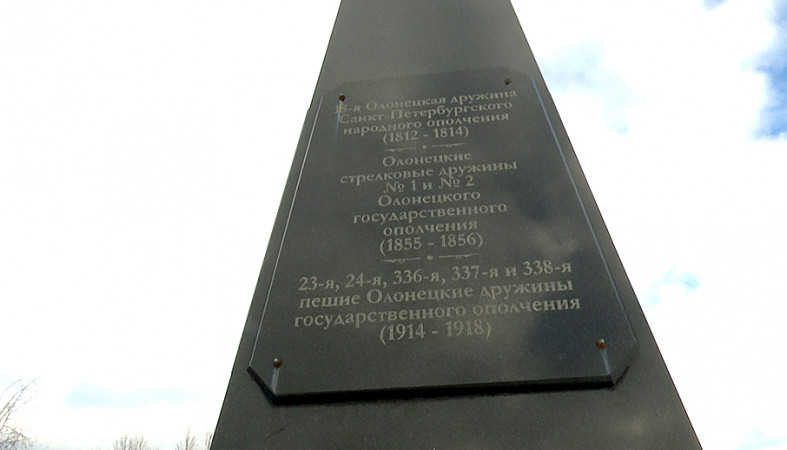 18-я Олонецкая дружина
Санкт-Петербургского
народного ополчения
(1812 - 1814)
Олонецкие
стрелковые дружины
№ 1 и № 2
Олонецкого
государственного
ополчения
(1855 - 1856)
23-я, 24-я, 336-я, 337-я и 338-я
пешие Олонецкие дружины
государственного ополчения
(1914 - 1918)